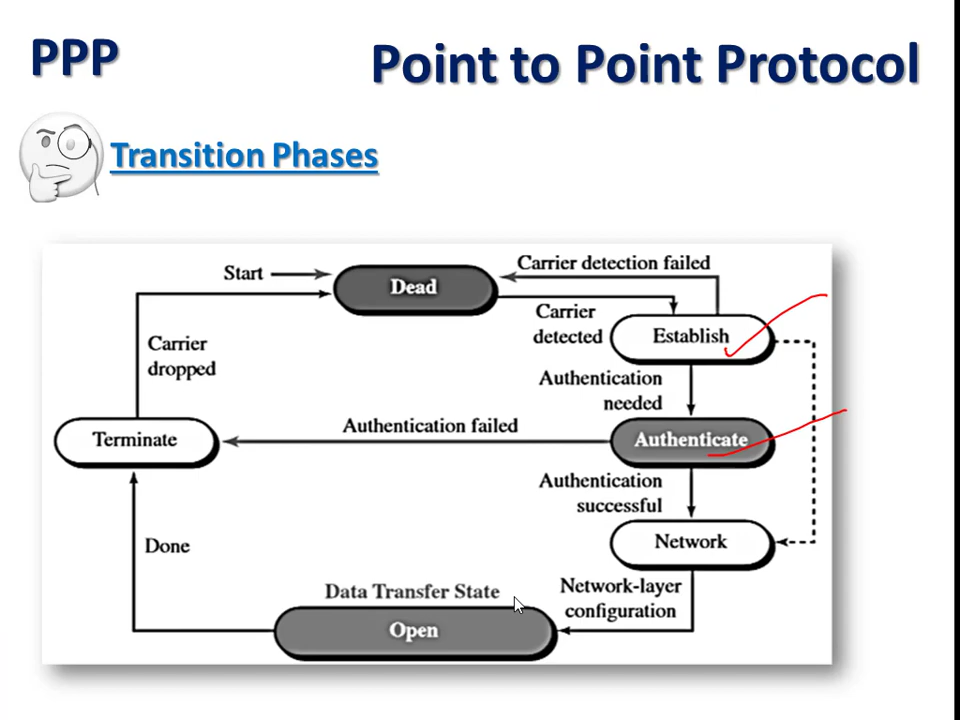 PPP
Point to Point Protocol
Transition Phases
Start
Dead
Carrier detection failed
Carrier
detected
Establish
Carrier
dropped
Authentication
needed
Terminate
Authentication failed
Authenticate
Authentication
successful
Network
Done
Data Transfer State
Network-layer
configuration
Open